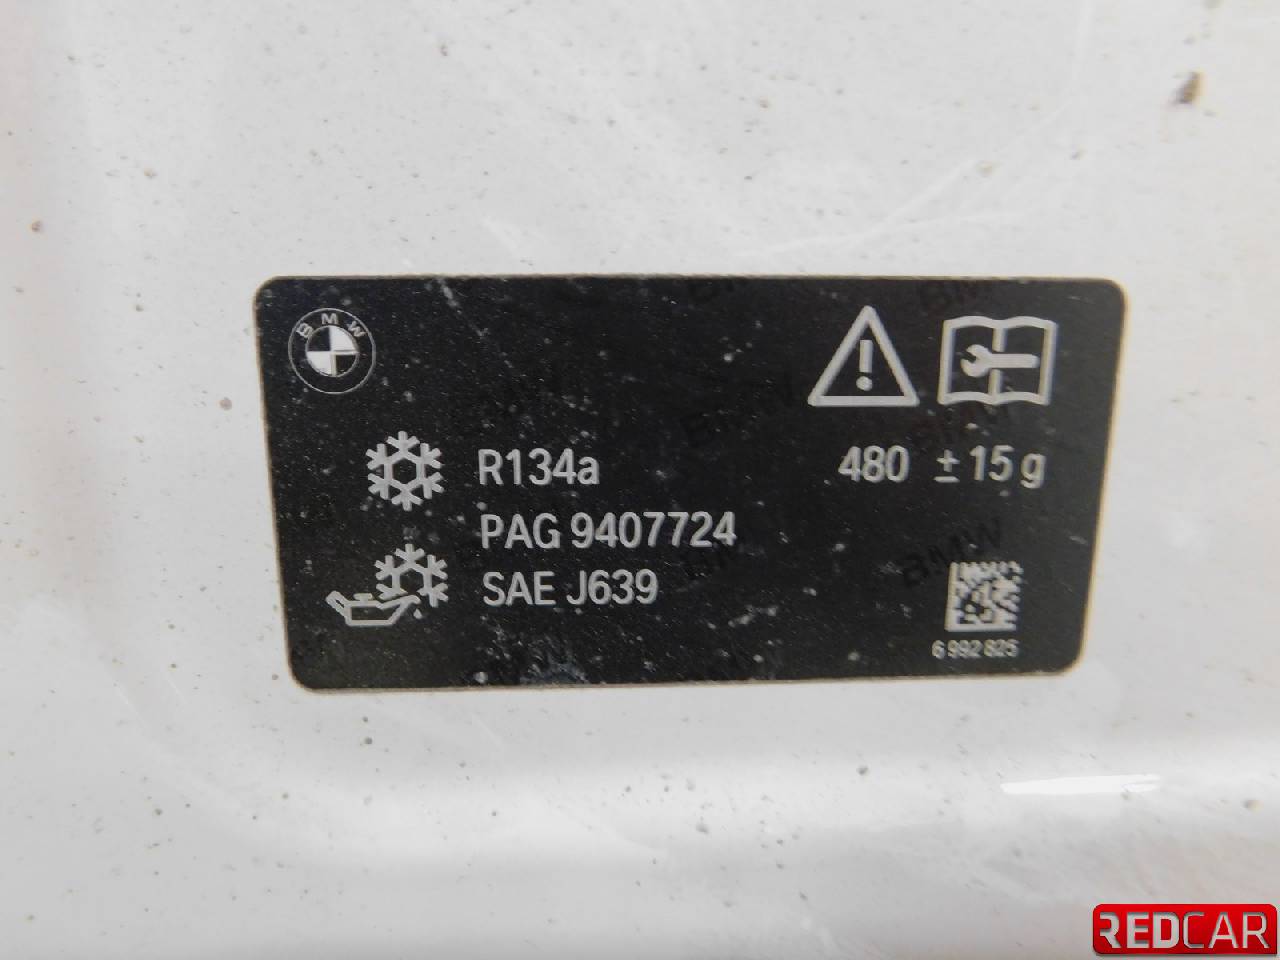 BMW
R134a 480 ± 15 g
PAG 9407724
SAE J639
6 992 825
REDCAR